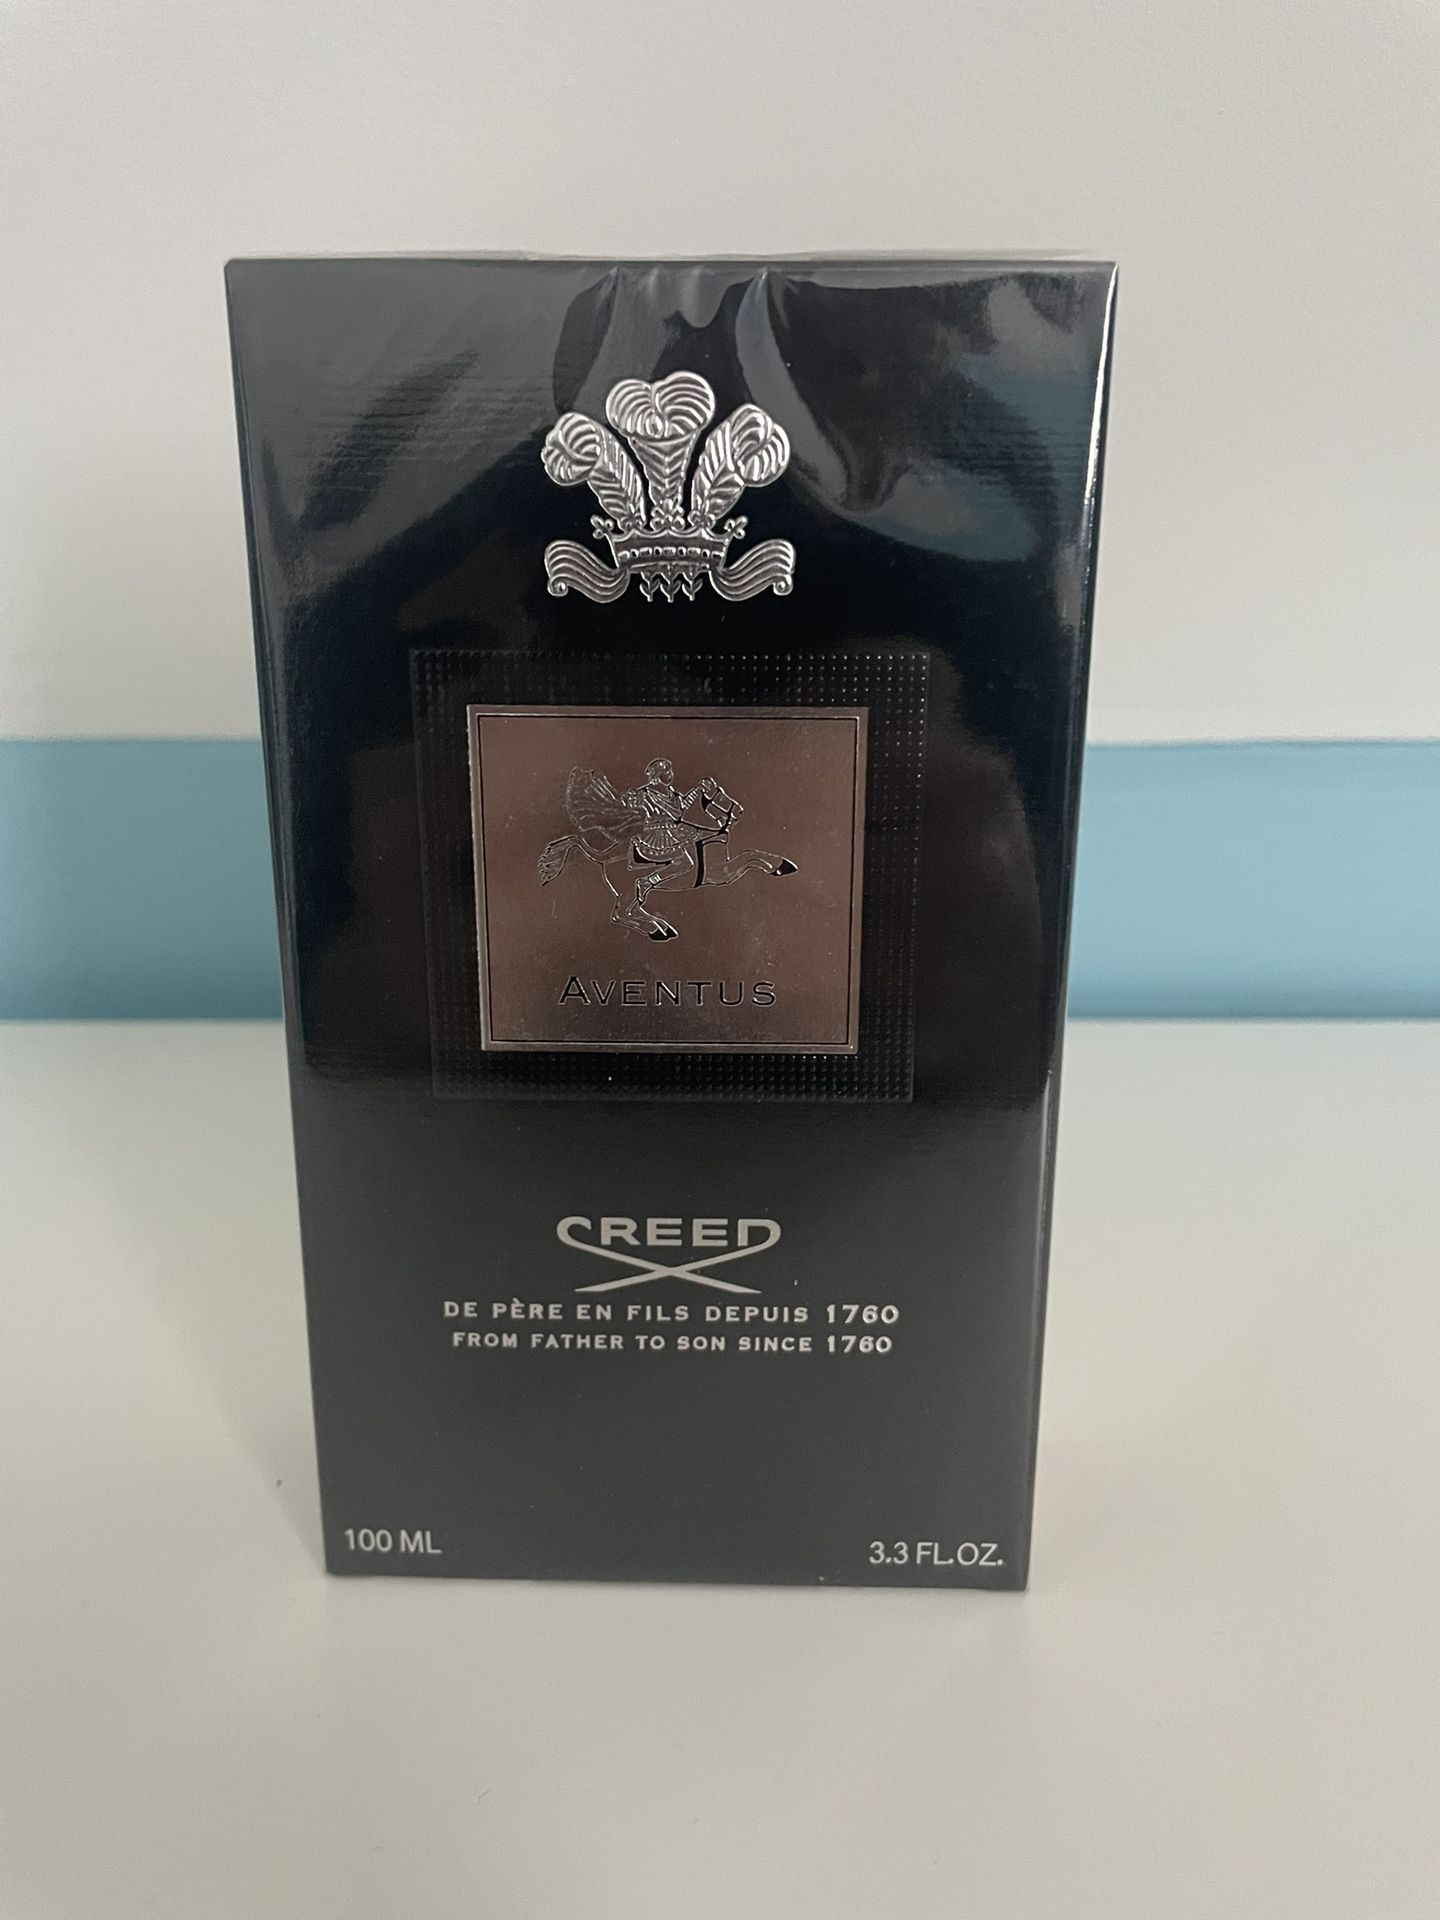 AVENTUS
CREED
DE PÈRE EN FILS DEPUIS 1760
FROM FATHER TO SON SINCE 1760
100 ML
3.3 FL.OZ.